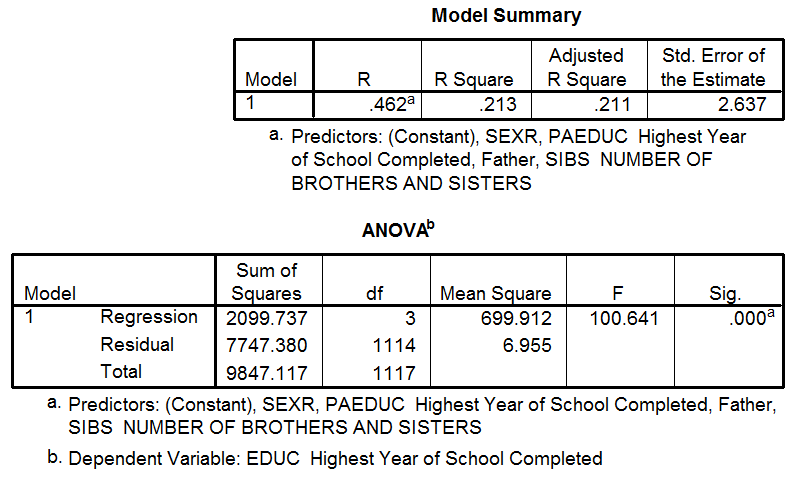 Model Summary
Model R R Square Adjusted R Square Std. Error of the Estimate
1 .462a .213 .211 2.637
a. Predictors: (Constant), SEXR, PAEDUC Highest Year
of School Completed, Father, SIBS NUMBER OF
BROTHERS AND SISTERS
ANOVAb
Model Sum of Squares df Mean Square F Sig.
1 Regression 2099.737 3 699.912 100.641 .000a
Residual 7747.380 1114 6.955
Total 9847.117 1117
a. Predictors: (Constant), SEXR, PAEDUC Highest Year of School Completed, Father,
SIBS NUMBER OF BROTHERS AND SISTERS
b. Dependent Variable: EDUC Highest Year of School Completed